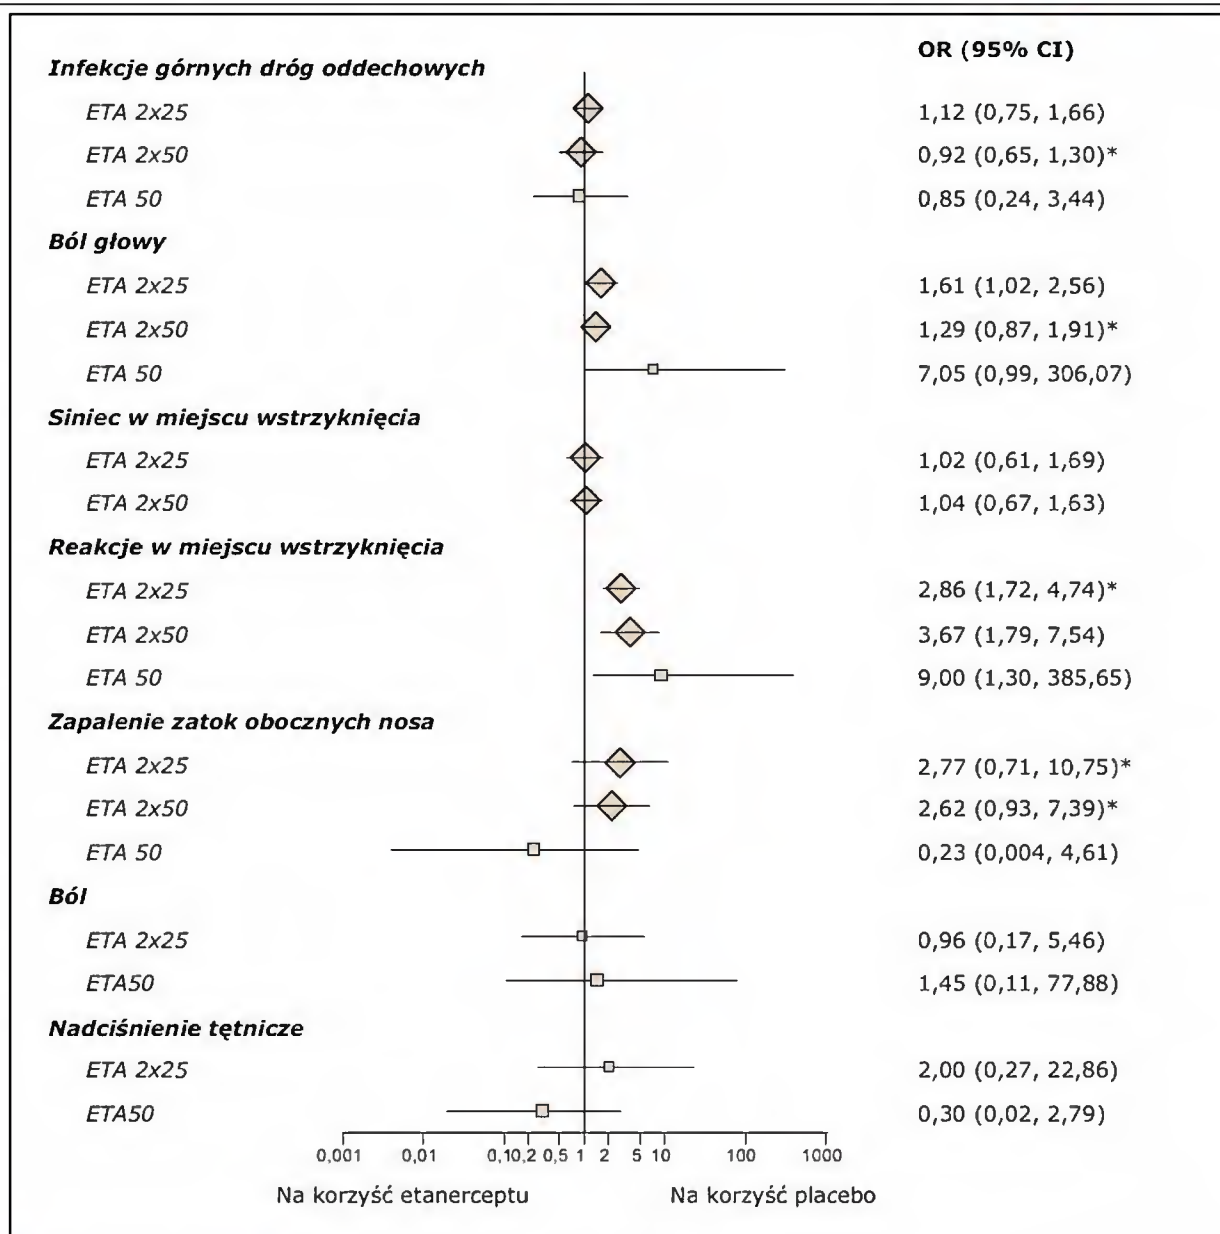 OR (95% CI)
Infekcje górnych dróg oddechowych
ETA 2x25 1,12 (0,75, 1,66)
ETA 2x50 0,92 (0,65, 1,30)*
ETA 50 0,85 (0,24, 3,44)
Ból głowy
ETA 2x25 1,61 (1,02, 2,56)
ETA 2x50 1,29 (0,87, 1,91)*
ETA 50 7,05 (0,99, 306,07)
Siniec w miejscu wstrzyknięcia
ETA 2x25 1,02 (0,61, 1,69)
ETA 2x50 1,04 (0,67, 1,63)
Reakcje w miejscu wstrzyknięcia
ETA 2x25 2,86 (1,72, 4,74)*
ETA 2x50 3,67 (1,79, 7,54)
ETA 50 9,00 (1,30, 385,65)
Zapalenie zatok obocznych nosa
ETA 2x25 2,77 (0,71, 10,75)*
ETA 2x50 2,62 (0,93, 7,39)*
ETA 50 0,23 (0,004, 4,61)
Ból
ETA 2x25 0,96 (0,17, 5,46)
ETA50 1,45 (0,11, 77,88)
Nadciśnienie tętnicze
ETA 2x25 2,00 (0,27, 22,86)
ETA50 0,30 (0,02, 2,79)
0,001 0,01 0,1 0,2 0,5 1 2 5 10 100 1000
Na korzyść etanerceptu Na korzyść placebo